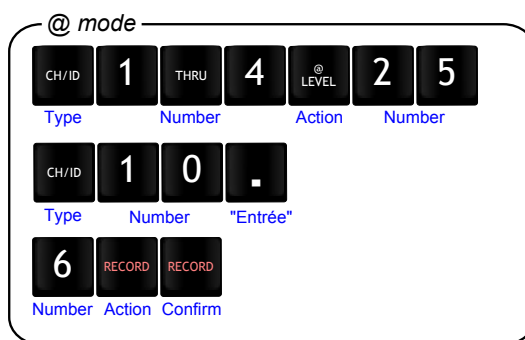 @ mode
CH/ID 1 THRU 4 @ LEVEL 2 5
Type Number Action Number
CH/ID 1 0 .
Type Number "Entrée"
6 RECORD RECORD
Number Action Confirm